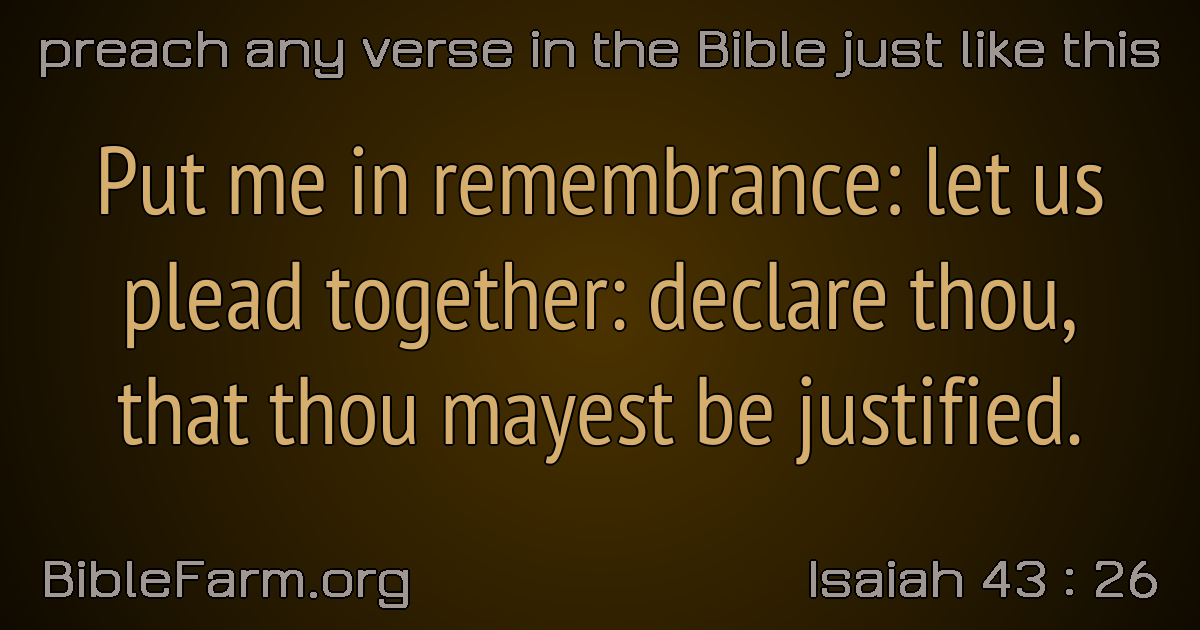 preach any verse in the Bible just like this
Put me in remembrance: let us
plead together: declare thou,
that thou mayest be justified.
BibleFarm.org
Isaiah 43 : 26